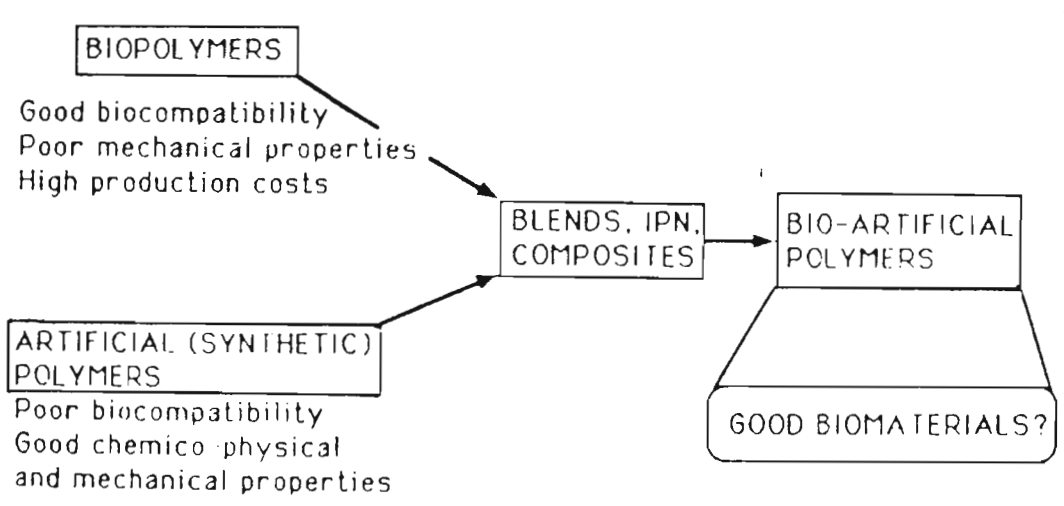 BIOPOLYMERS
Good biocompatibility
Poor mechanical properties
High production costs
BLENDS, IPN,
COMPOSITES
BIO-ARTIFICIAL
POLYMERS
ARTIFICIAL (SYNTHETIC)
POLYMERS
Poor biocompatibility
Good chemico-physical
and mechanical properties
GOOD BIOMATERIALS?